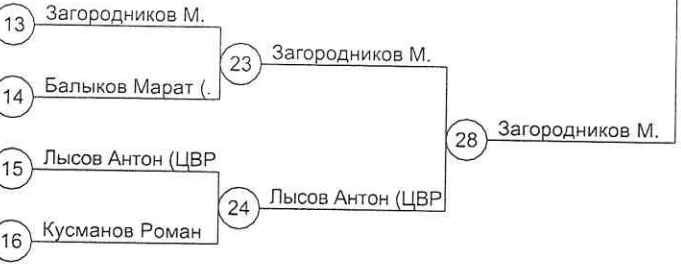 13 Загородников М.
23 Загородников М.
14 Балыков Марат (.
28 Загородников М.
15 Лысов Антон (ЦВР
24 Лысов Антон (ЦВР
16 Кусманов Роман